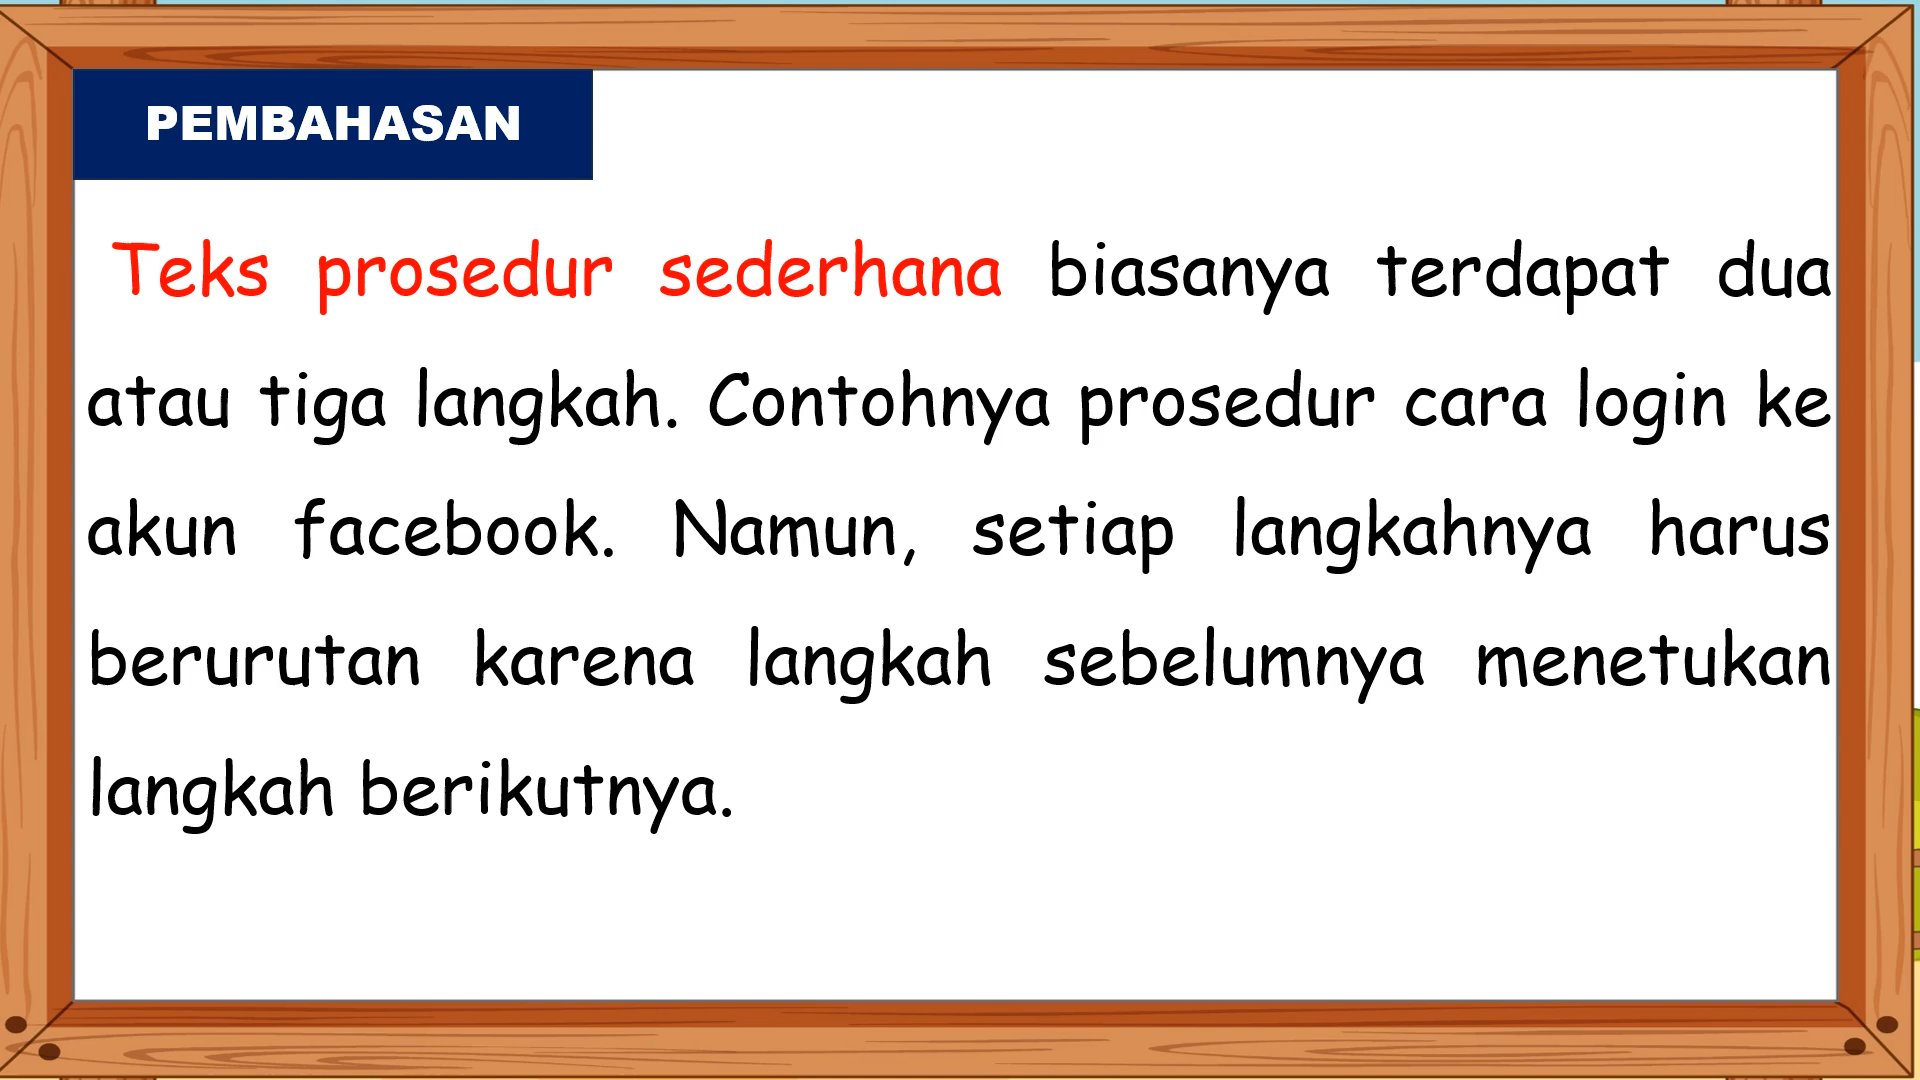 PEMBAHASAN
Teks prosedur sederhana biasanya terdapat dua
atau tiga langkah. Contohnya prosedur cara login ke
akun facebook. Namun, setiap langkahnya harus
berurutan karena langkah sebelumnya menetukan
langkah berikutnya.